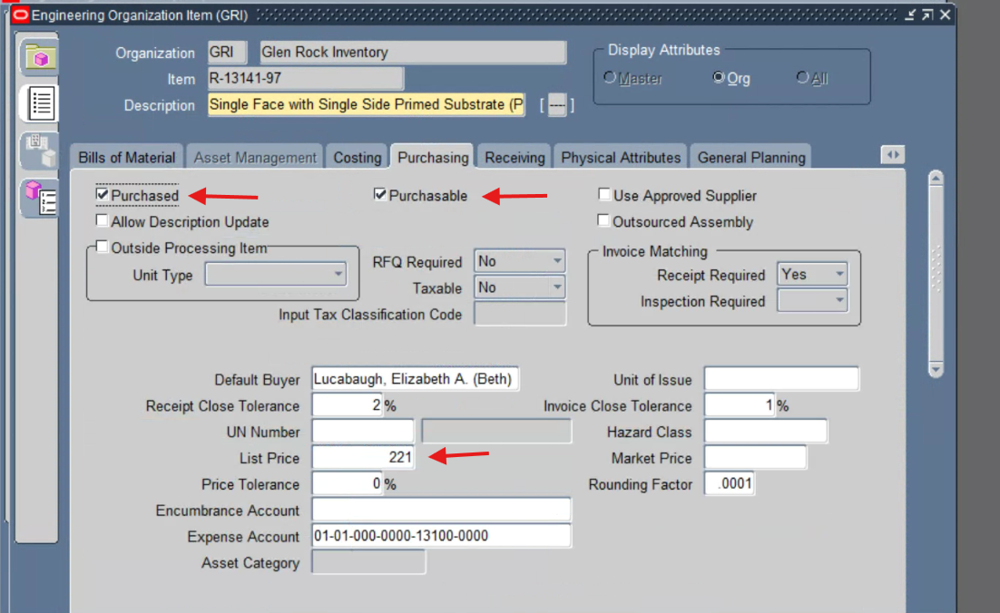 Engineering Organization Item (GRI)
Organization GRI Glen Rock Inventory
Item R-13141-97
Description Single Face with Single Side Primed Substrate (P [ ---- ]
Display Attributes
Master Org All
Bills of Material Asset Management Costing Purchasing Receiving Physical Attributes General Planning
Purchased Purchasable Use Approved Supplier
Allow Description Update Outsourced Assembly
Outside Processing Item
Unit Type
RFQ Required No
Taxable No
Input Tax Classification Code
Invoice Matching
Receipt Required Yes
Inspection Required
Default Buyer Lucabaugh, Elizabeth A. (Beth) Unit of Issue
Receipt Close Tolerance 2 % Invoice Close Tolerance 1 %
UN Number Hazard Class
List Price 221 Market Price
Price Tolerance 0 % Rounding Factor .0001
Encumbrance Account
Expense Account 01-01-000-0000-13100-0000
Asset Category